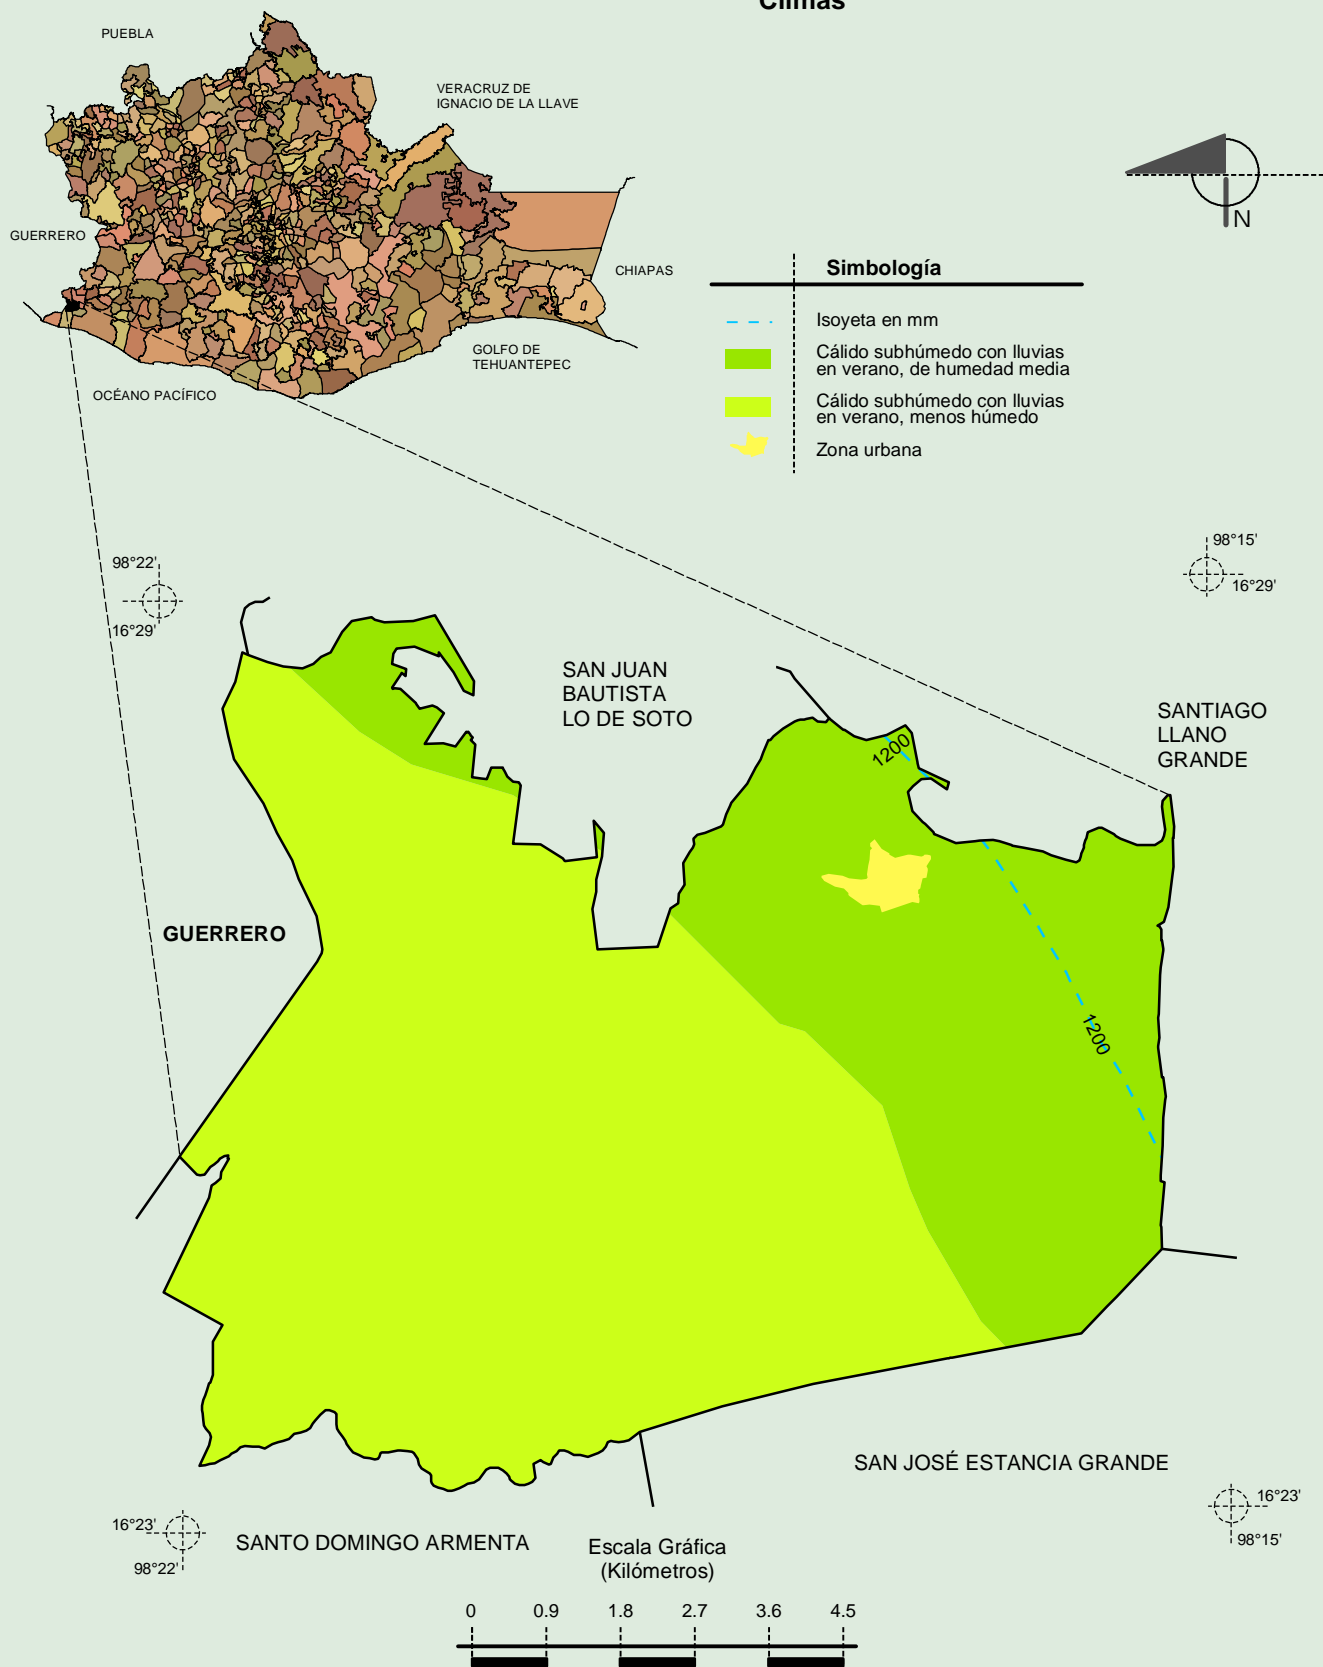 Climas
PUEBLA
VERACRUZ DE
IGNACIO DE LA LLAVE
GUERRERO
CHIAPAS
GOLFO DE
TEHUANTEPEC
OCÉANO PACÍFICO
N
Simbología
Isoyeta en mm
Cálido subhúmedo con lluvias
en verano, de humedad media
Cálido subhúmedo con lluvias
en verano, menos húmedo
Zona urbana
98°22'
16°29'
98°15'
16°29'
SAN JUAN
BAUTISTA
LO DE SOTO
SANTIAGO
LLANO
GRANDE
1200
GUERRERO
1200
SAN JOSÉ ESTANCIA GRANDE
16°23'
98°22'
SANTO DOMINGO ARMENTA
16°23'
98°15'
Escala Gráfica
(Kilómetros)
0 0.9 1.8 2.7 3.6 4.5